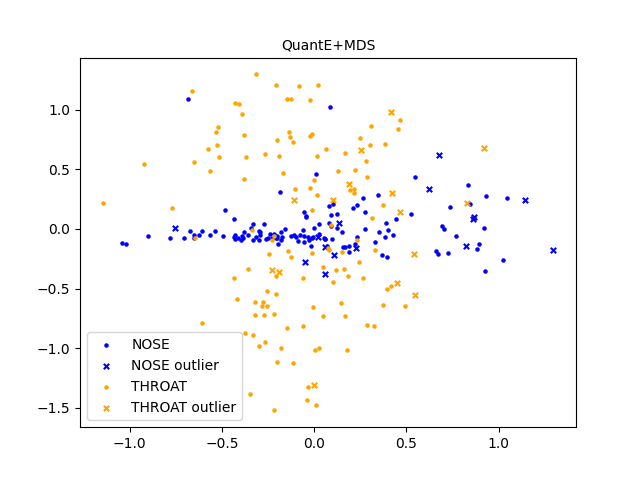 QuantE+MDS
1.0
0.5
0.0
−0.5
−1.0
−1.5
−1.0
−0.5
0.0
0.5
1.0
NOSE
NOSE outlier
THROAT
THROAT outlier